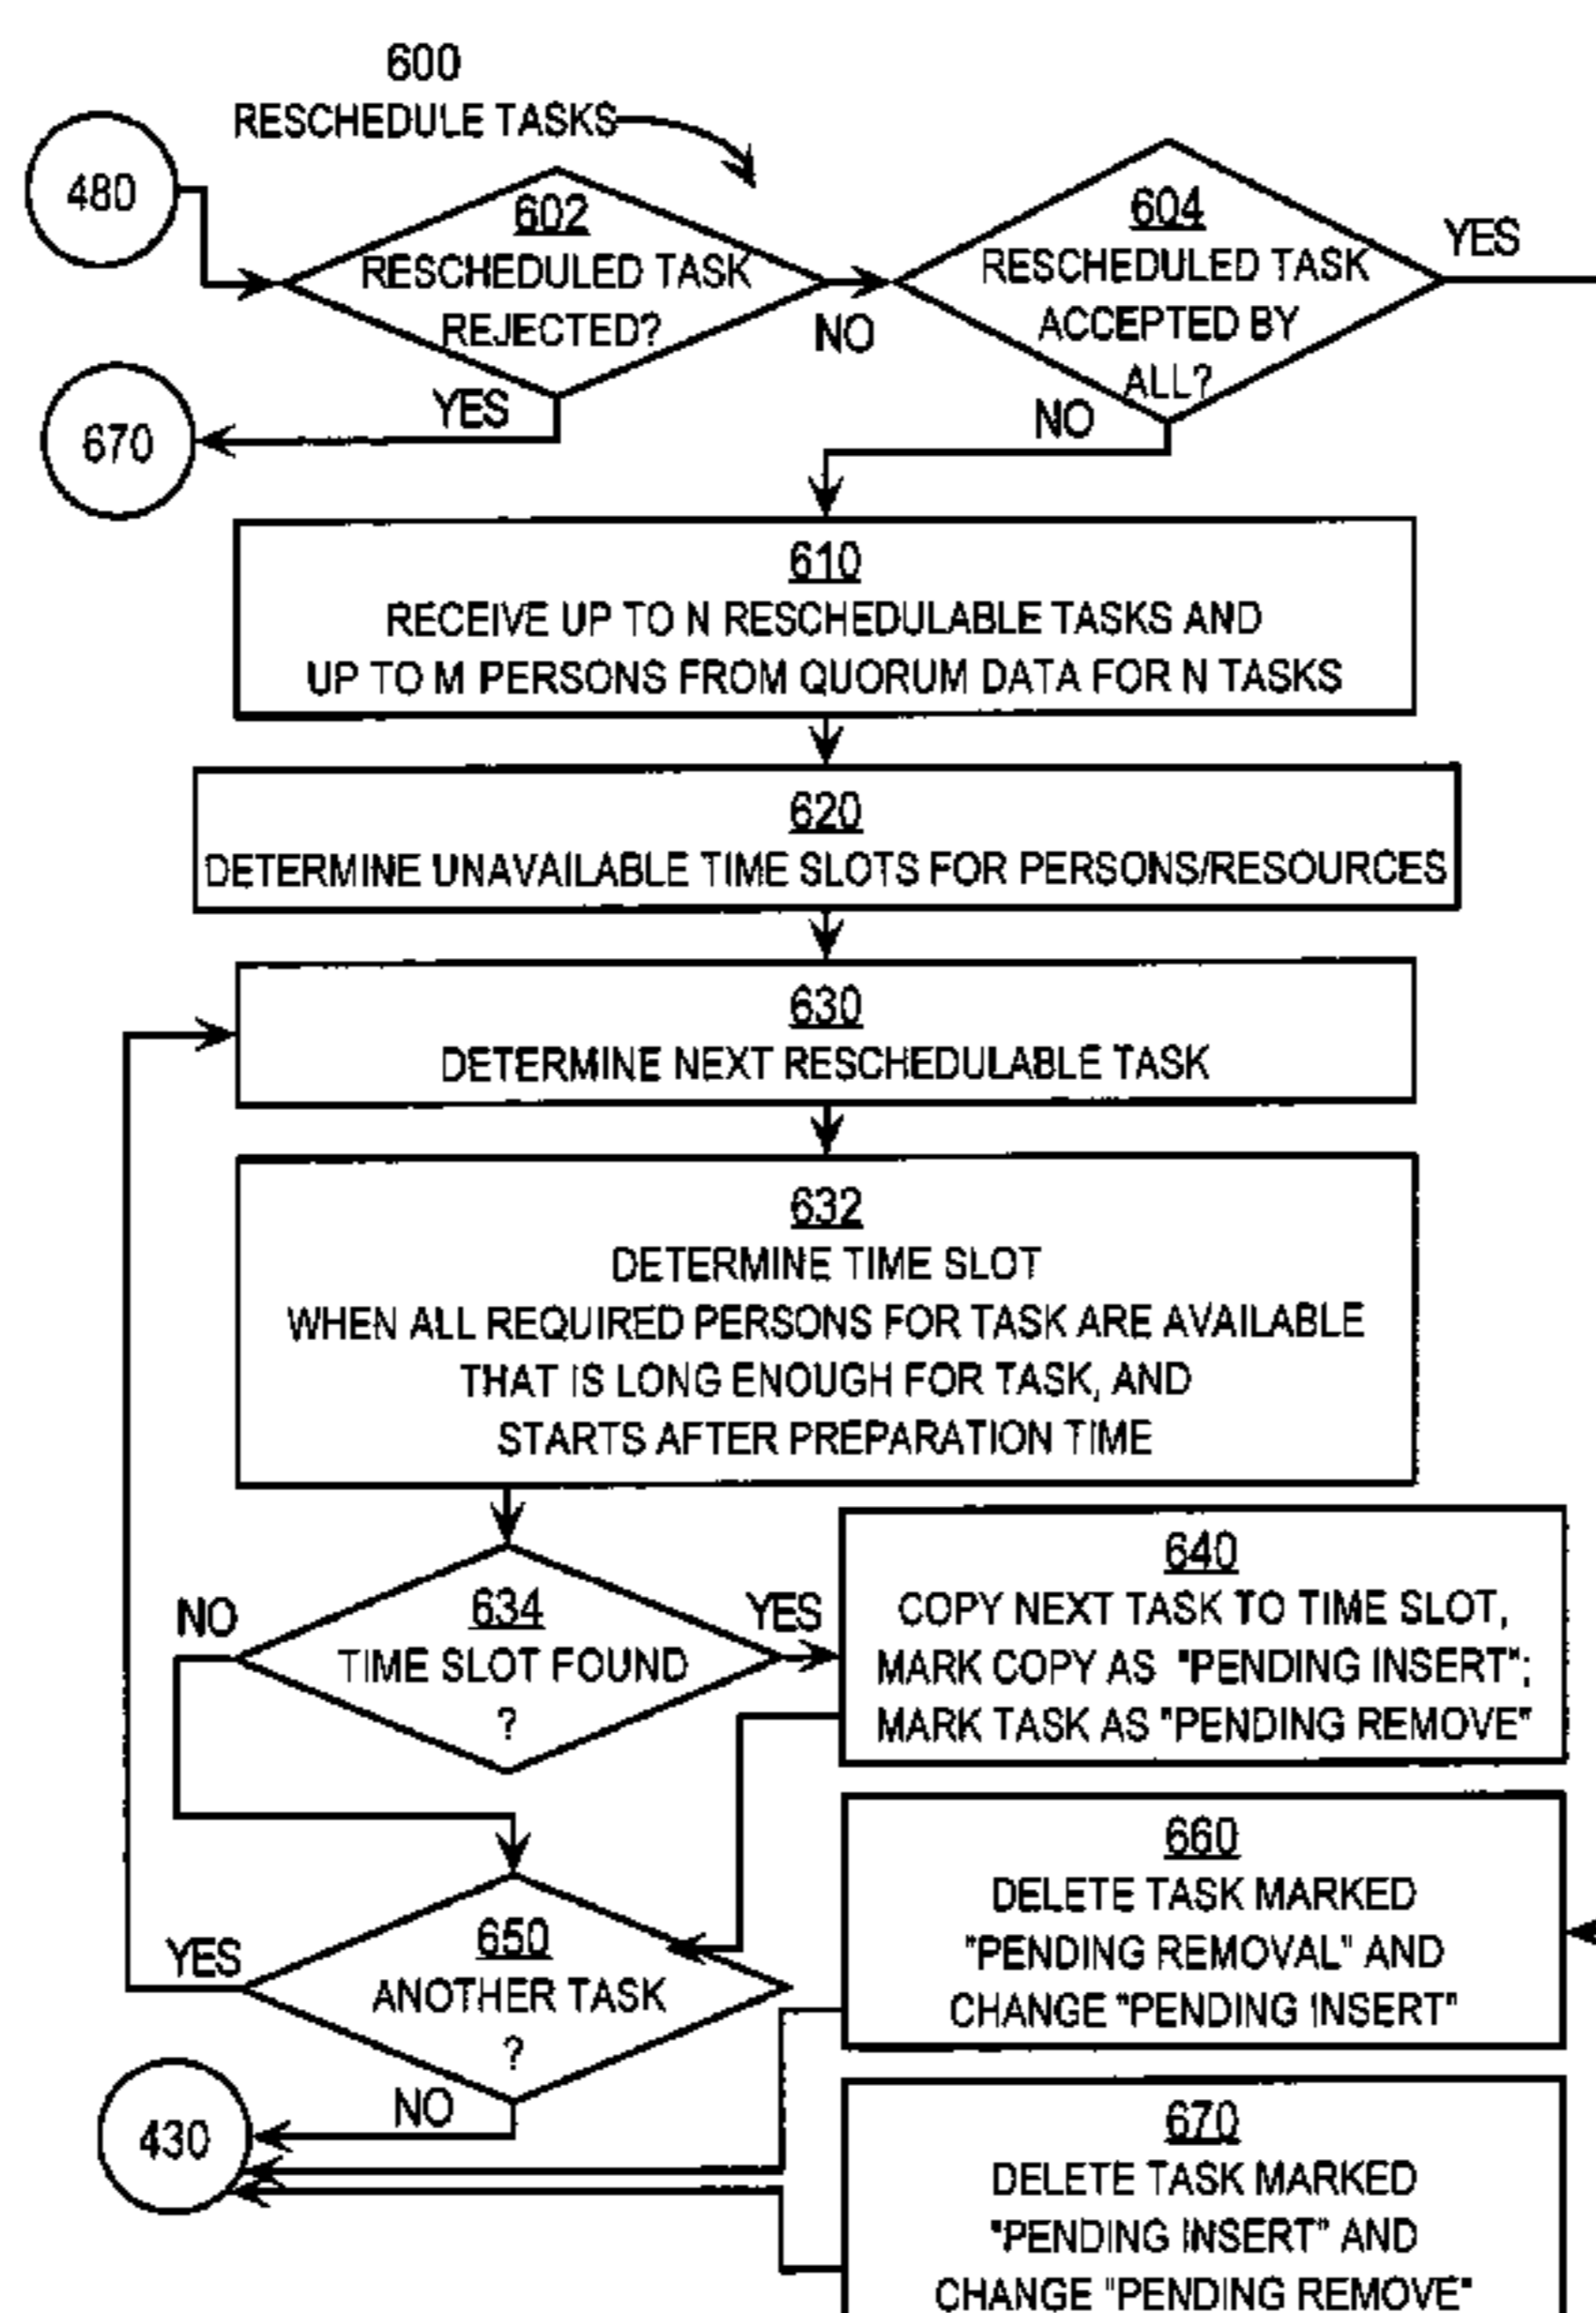 600
RESCHEDULE TASKS
480
602
RESCHEDULED TASK
REJECTED?
YES
NO
604
RESCHEDULED TASK
ACCEPTED BY
ALL?
YES
NO
670
610
RECEIVE UP TO N RESCHEDULABLE TASKS AND
UP TO M PERSONS FROM QUORUM DATA FOR N TASKS
620
DETERMINE UNAVAILABLE TIME SLOTS FOR PERSONS/RESOURCES
630
DETERMINE NEXT RESCHEDULABLE TASK
632
DETERMINE TIME SLOT
WHEN ALL REQUIRED PERSONS FOR TASK ARE AVAILABLE
THAT IS LONG ENOUGH FOR TASK, AND
STARTS AFTER PREPARATION TIME
NO
634
TIME SLOT FOUND
?
YES
640
COPY NEXT TASK TO TIME SLOT,
MARK COPY AS "PENDING INSERT";
MARK TASK AS "PENDING REMOVE"
YES
650
ANOTHER TASK
?
NO
660
DELETE TASK MARKED
"PENDING REMOVAL" AND
CHANGE "PENDING INSERT"
430
670
DELETE TASK MARKED
"PENDING INSERT" AND
CHANGE "PENDING REMOVE"